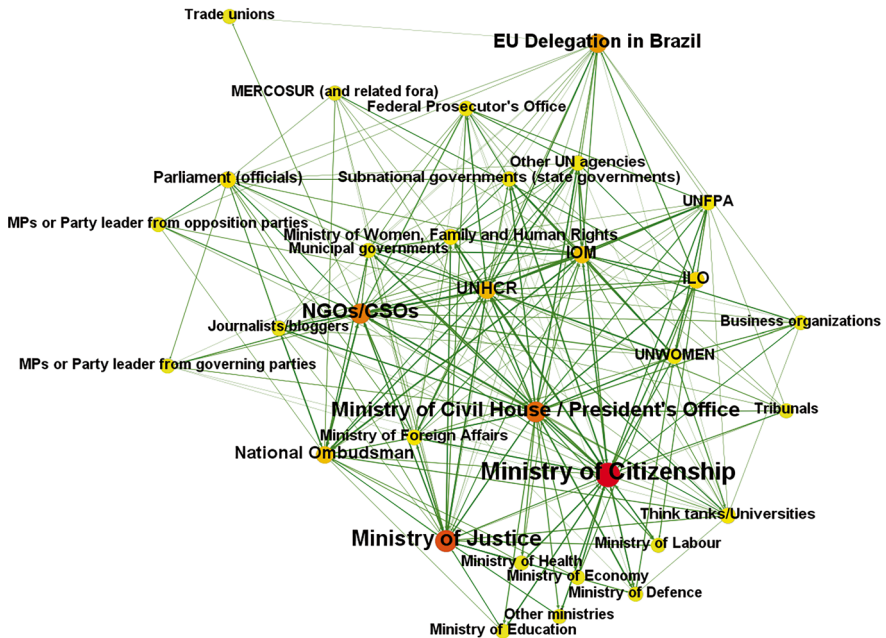 Trade unions
EU Delegation in Brazil
MERCOSUR (and related fora)
Federal Prosecutor's Office
Other UN agencies
Parliament (officials)
Subnational governments (state governments)
UNFPA
MPs or Party leader from opposition parties
Ministry of Women, Family and Human Rights
Municipal governments
IOM
ILO
UNHCR
NGOs/CSOs
Journalists/bloggers
Business organizations
UNWOMEN
MPs or Party leader from governing parties
Ministry of Civil House / President's Office
Tribunals
Ministry of Foreign Affairs
National Ombudsman
Ministry of Citizenship
Think tanks/Universities
Ministry of Justice
Ministry of Labour
Ministry of Health
Ministry of Economy
Ministry of Defence
Other ministries
Ministry of Education